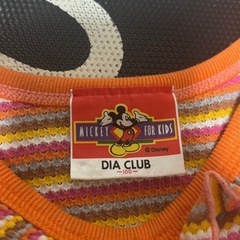 MICKEY FOR KIDS
© Disney
DIA CLUB
-100-